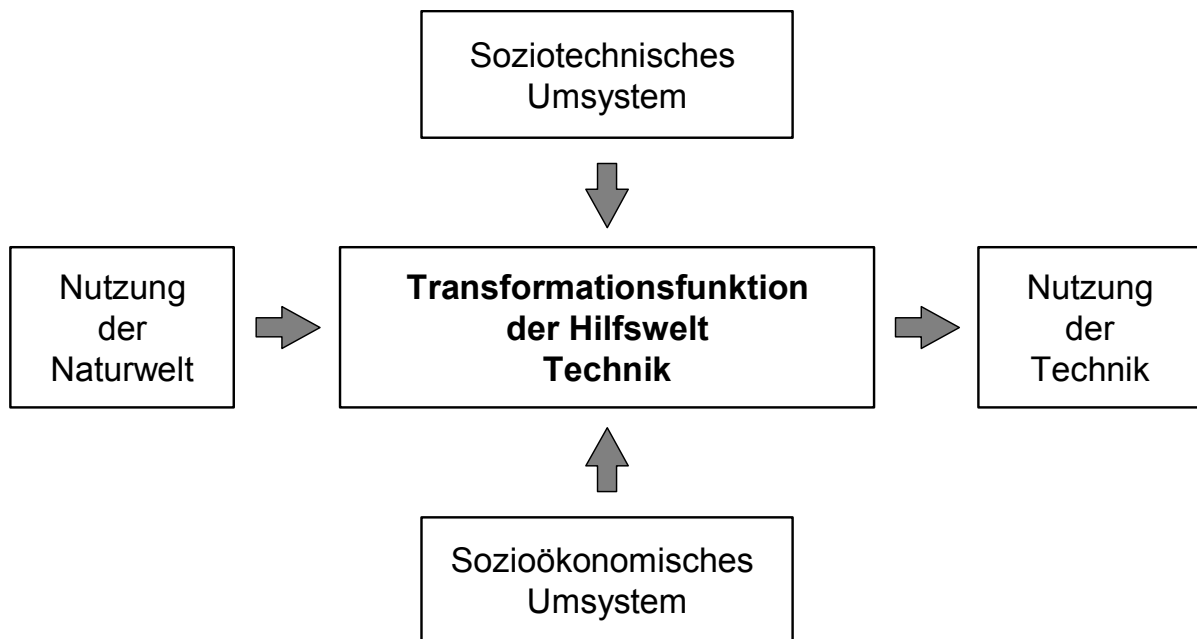 Soziotechnisches
Umsystem
Nutzung
der
Naturwelt
Transformationsfunktion
der Hilfswelt
Technik
Nutzung
der
Technik
Sozioökonomisches
Umsystem